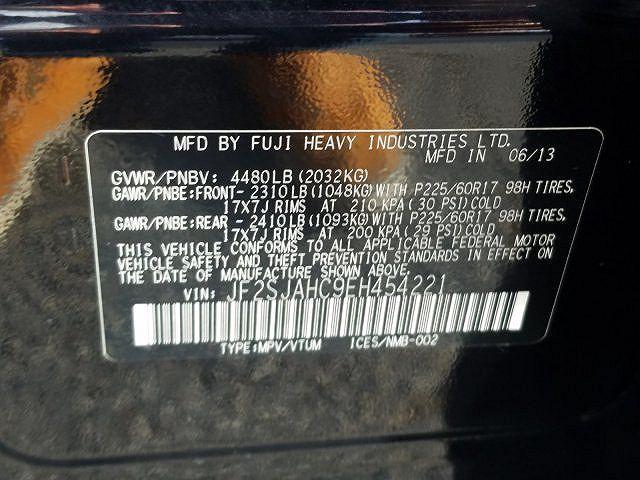 MFD BY FUJI HEAVY INDUSTRIES LTD.
MFD IN 06/13
GVWR/PNBV: 4480LB(2032KG)
GAWR/PNBE:FRONT- 2310LB(1048KG)WITH P225/60R17 98H TIRES,
17X7J RIMS AT 210 KPA(30 PSI)COLD
GAWR/PNBE:REAR -2410LB(1093KG)WITH P225/60R17 98H TIRES,
17X7J RIMS AT 200 KPA(29 PSI)COLD
THIS VEHICLE CONFORMS TO ALL APPLICABLE FEDERAL MOTOR
VEHICLE SAFETY AND THEFT PREVENTION STANDARDS IN EFFECT ON
THE DATE OF MANUFACTURE SHOWN ABOVE.
VIN: JF2SJAHC9EH454221
TYPE:MPV/VTUM ICES/NMB-002